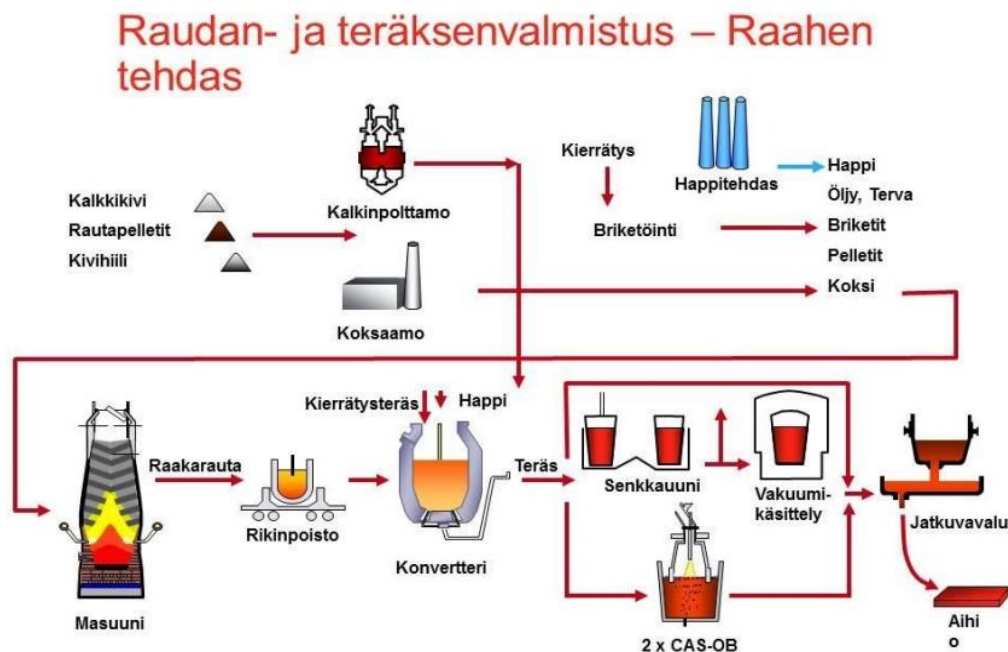 Raudan- ja teräksenvalmistus – Raahen
tehdas
Kierrätys
Happitehdas
Happi
Öljy, Terva
Briketöinti
Briketit
Pelletit
Koksi
Kalkinpolttamo
Kalkkikivi
Rautapelletit
Kivihiili
Koksaamo
Kierrätysteräs
Happi
Raakarauta
Teräs
Senkkauuni
Vakuumi-
käsittely
Jatkuvavalu
Rikinpoisto
Konvertteri
Masuuni
2 x CAS-OB
Aihi
o